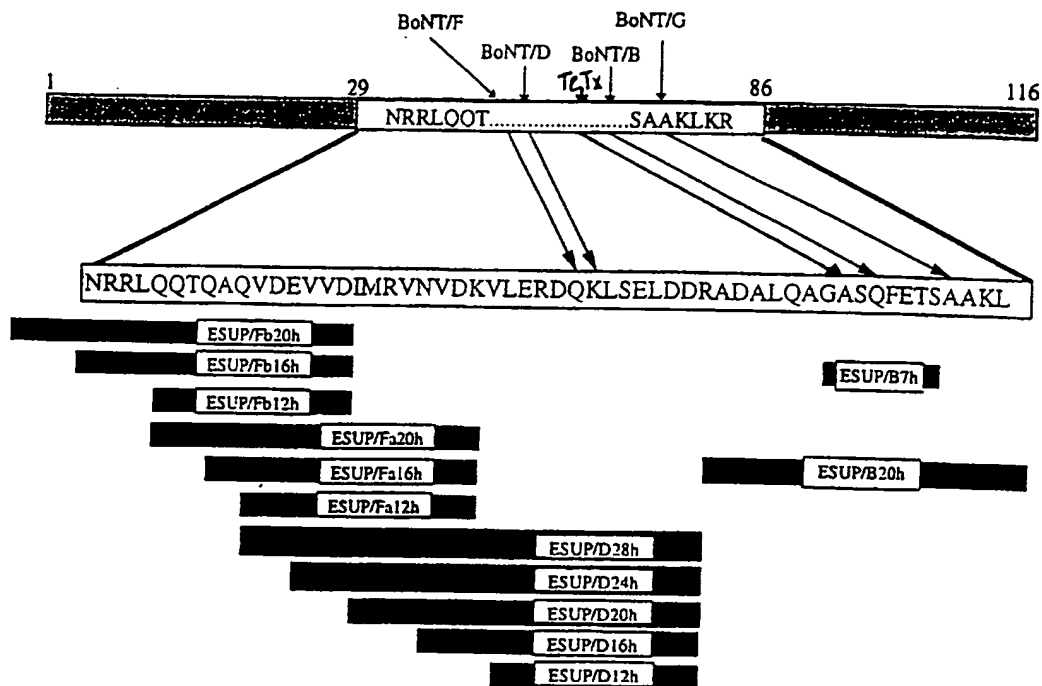 BoNT/F
BoNT/G
BoNT/D
BoNT/B
TeTx
1
29
86
116
NRRLQQT........................SAAKLKR
NRRLQQTQAQVDEVVDIMRVNVDKVLERDQKLSELDDRADALQAGASQFETSAAKL
ESUP/Fb20h
ESUP/Fb16h
ESUP/B7h
ESUP/Fb12h
ESUP/Fa20h
ESUP/Fa16h
ESUP/B20h
ESUP/Fa12h
ESUP/D28h
ESUP/D24h
ESUP/D20h
ESUP/D16h
ESUP/D12h